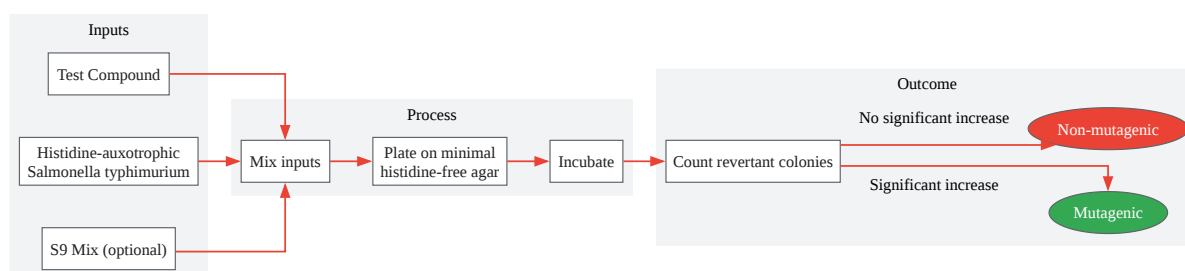 Inputs
Test Compound
Histidine-auxotrophic
Salmonella typhimurium
S9 Mix (optional)
Process
Mix inputs
Plate on minimal
histidine-free agar
Incubate
Outcome
Count revertant colonies
No significant increase
Non-mutagenic
Significant increase
Mutagenic